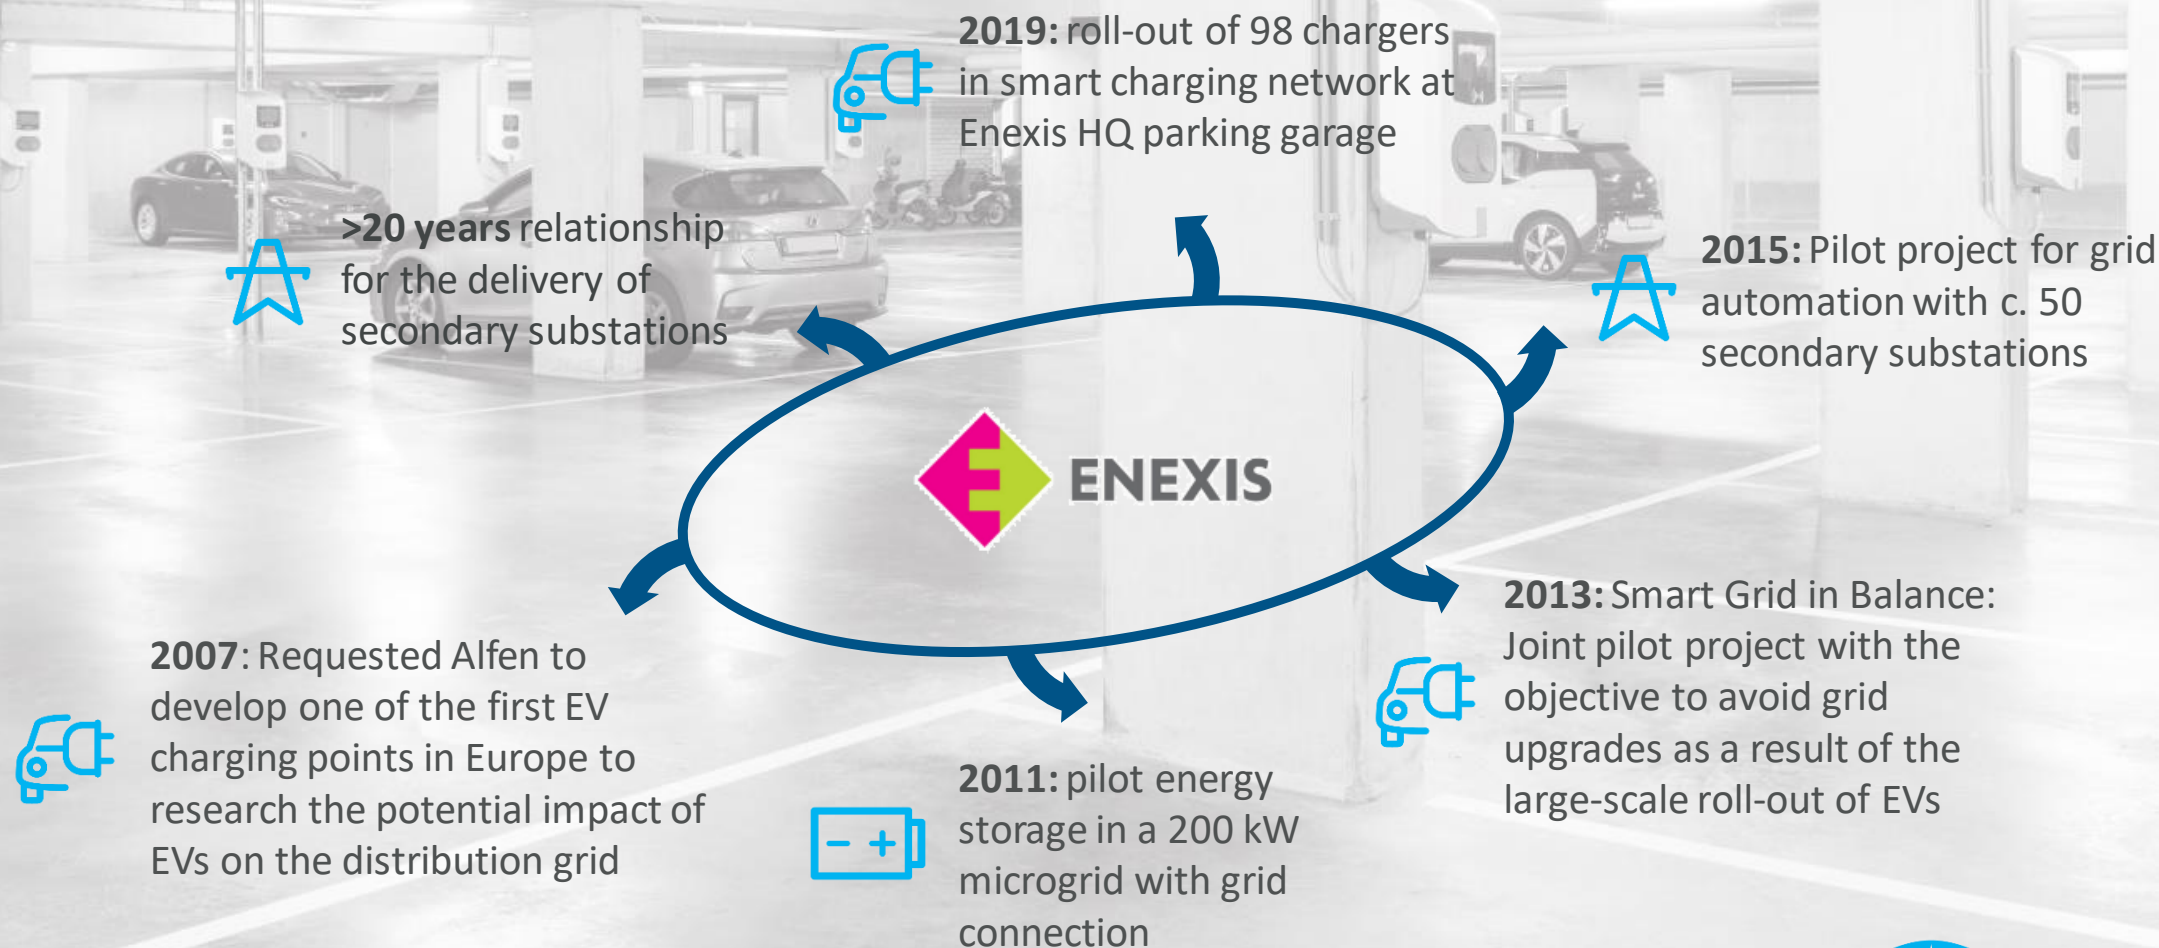 2019: roll-out of 98 chargers
in smart charging network at
Enexis HQ parking garage
>20 years relationship
for the delivery of
secondary substations
2015: Pilot project for grid
automation with c. 50
secondary substations
E ENEXIS
2007: Requested Alfen to
develop one of the first EV
charging points in Europe to
research the potential impact of
EVs on the distribution grid
2011: pilot energy
storage in a 200 kW
microgrid with grid
connection
2013: Smart Grid in Balance:
Joint pilot project with the
objective to avoid grid
upgrades as a result of the
large-scale roll-out of EVs